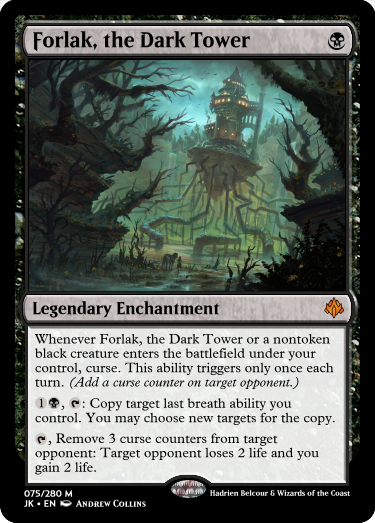 Forlak, the Dark Tower
Legendary Enchantment
Whenever Forlak, the Dark Tower or a nontoken
black creature enters the battlefield under your
control, curse. This ability triggers only once each
turn. (Add a curse counter on target opponent.)
1, : Copy target last breath ability you
control. You may choose new targets for the copy.
, Remove 3 curse counters from target
opponent: Target opponent loses 2 life and you
gain 2 life.
075/280 M
JK • EN Andrew Collins
Hadrien Belcour & Wizards of the Coast